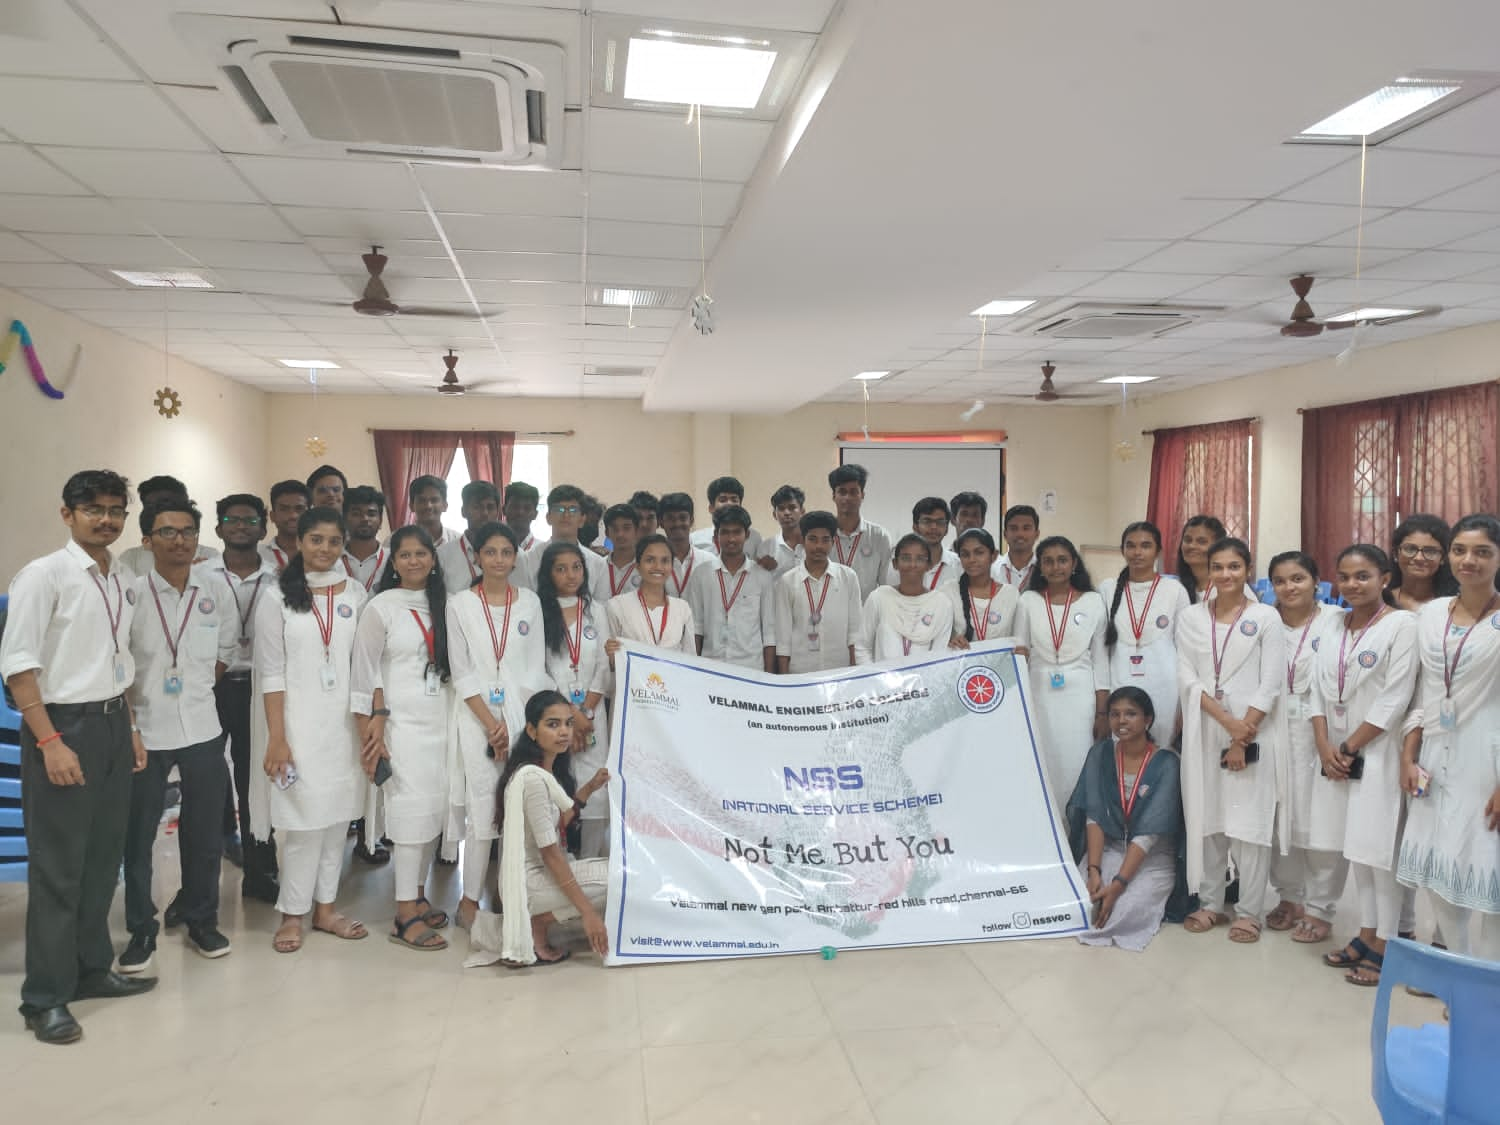 VELAMMAL
VELAMMAL ENGINEERING COLLEGE
(an autonomous institution)
NSS
(NATIONAL SERVICE SCHEME)
Not Me But You
Velammal new gen park, Ambattur-red hills road,chennai-66
visit@www.velammal.edu.in
follow nssvec